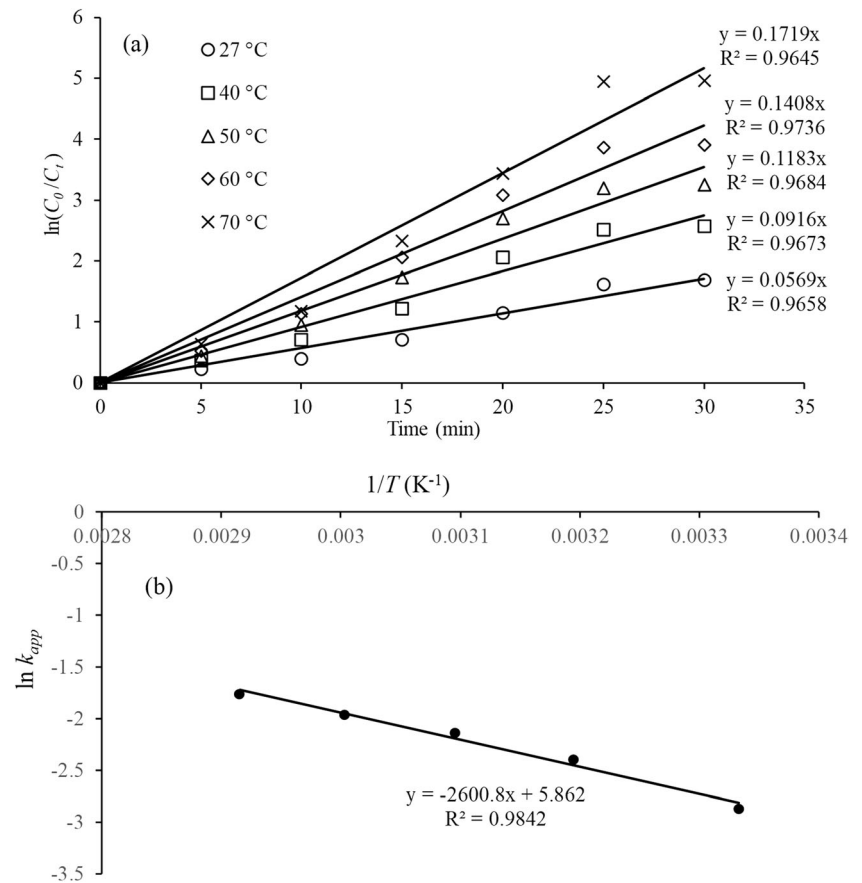 (a)
27 °C
40 °C
50 °C
60 °C
70 °C
y = 0.1719x
R² = 0.9645
y = 0.1408x
R² = 0.9736
y = 0.1183x
R² = 0.9684
y = 0.0916x
R² = 0.9673
y = 0.0569x
R² = 0.9658
ln(C0/Ct)
6
5
4
3
2
1
0
0 5 10 15 20 25 30 35
Time (min)
1/T (K-1)
0.0028 0.0029 0.003 0.0031 0.0032 0.0033 0.0034
(b)
ln kapp
0
-0.5
-1
-1.5
-2
-2.5
-3
-3.5
y = -2600.8x + 5.862
R² = 0.9842